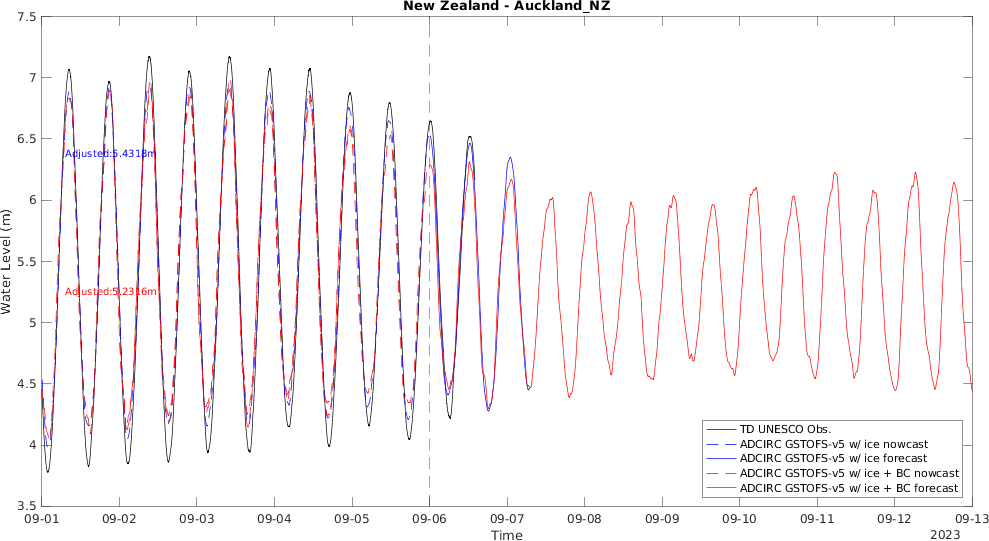 New Zealand - Auckland_NZ
7.5
7
6.5
6
5.5
5
4.5
4
3.5
Water Level (m)
Adjusted:5.4318m
Adjusted:5.2316m
TD UNESCO Obs.
ADCIRC GSTOFS-v5 w/ ice nowcast
ADCIRC GSTOFS-v5 w/ ice forecast
ADCIRC GSTOFS-v5 w/ ice + BC nowcast
ADCIRC GSTOFS-v5 w/ ice + BC forecast
09-01 09-02 09-03 09-04 09-05 09-06 09-07 09-08 09-09 09-10 09-11 09-12 09-13
Time
2023